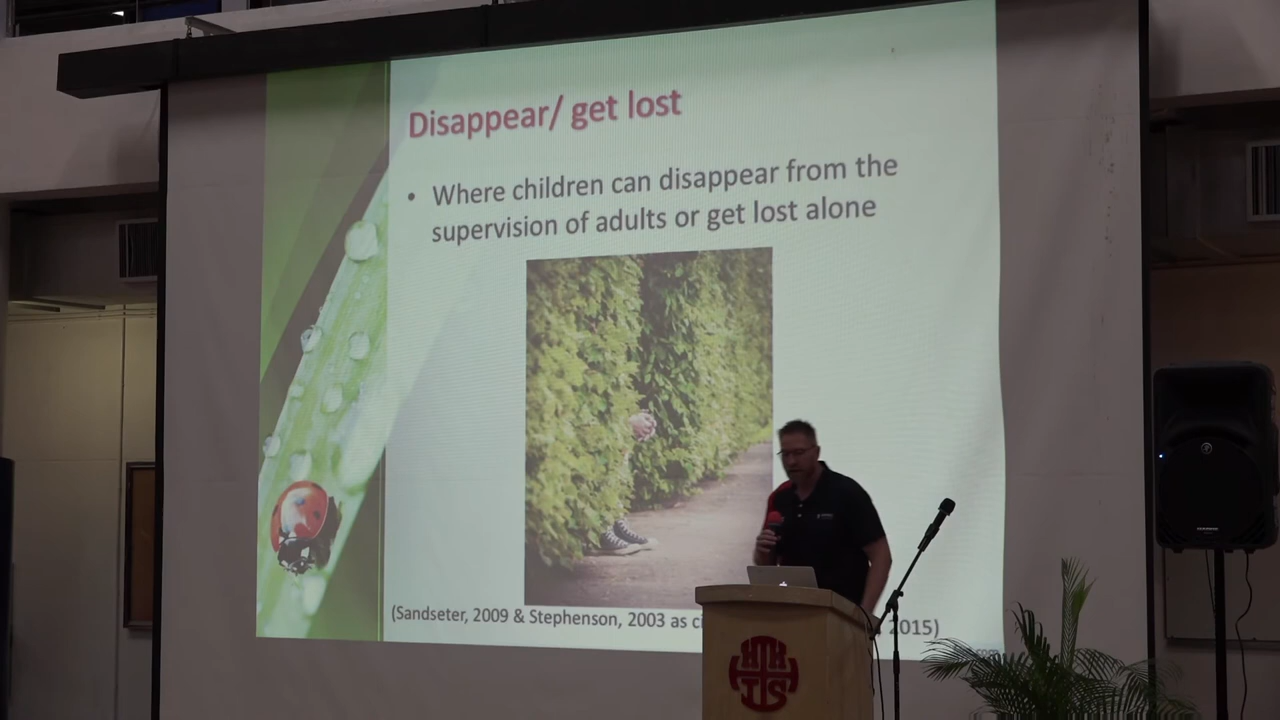 Disappear/ get lost
• Where children can disappear from the
supervision of adults or get lost alone
(Sandseter, 2009 & Stephenson, 2003 as
2015)